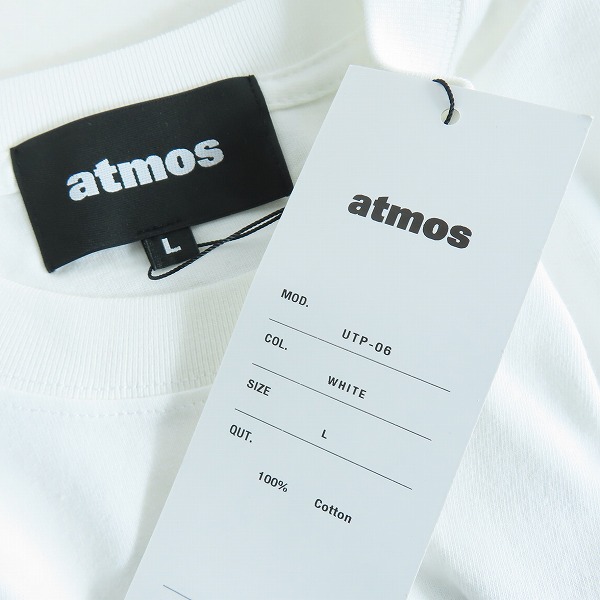 atmos
L
atmos
MOD.
UTP-06
COL.
WHITE
SIZE
L
QUT.
100% Cotton